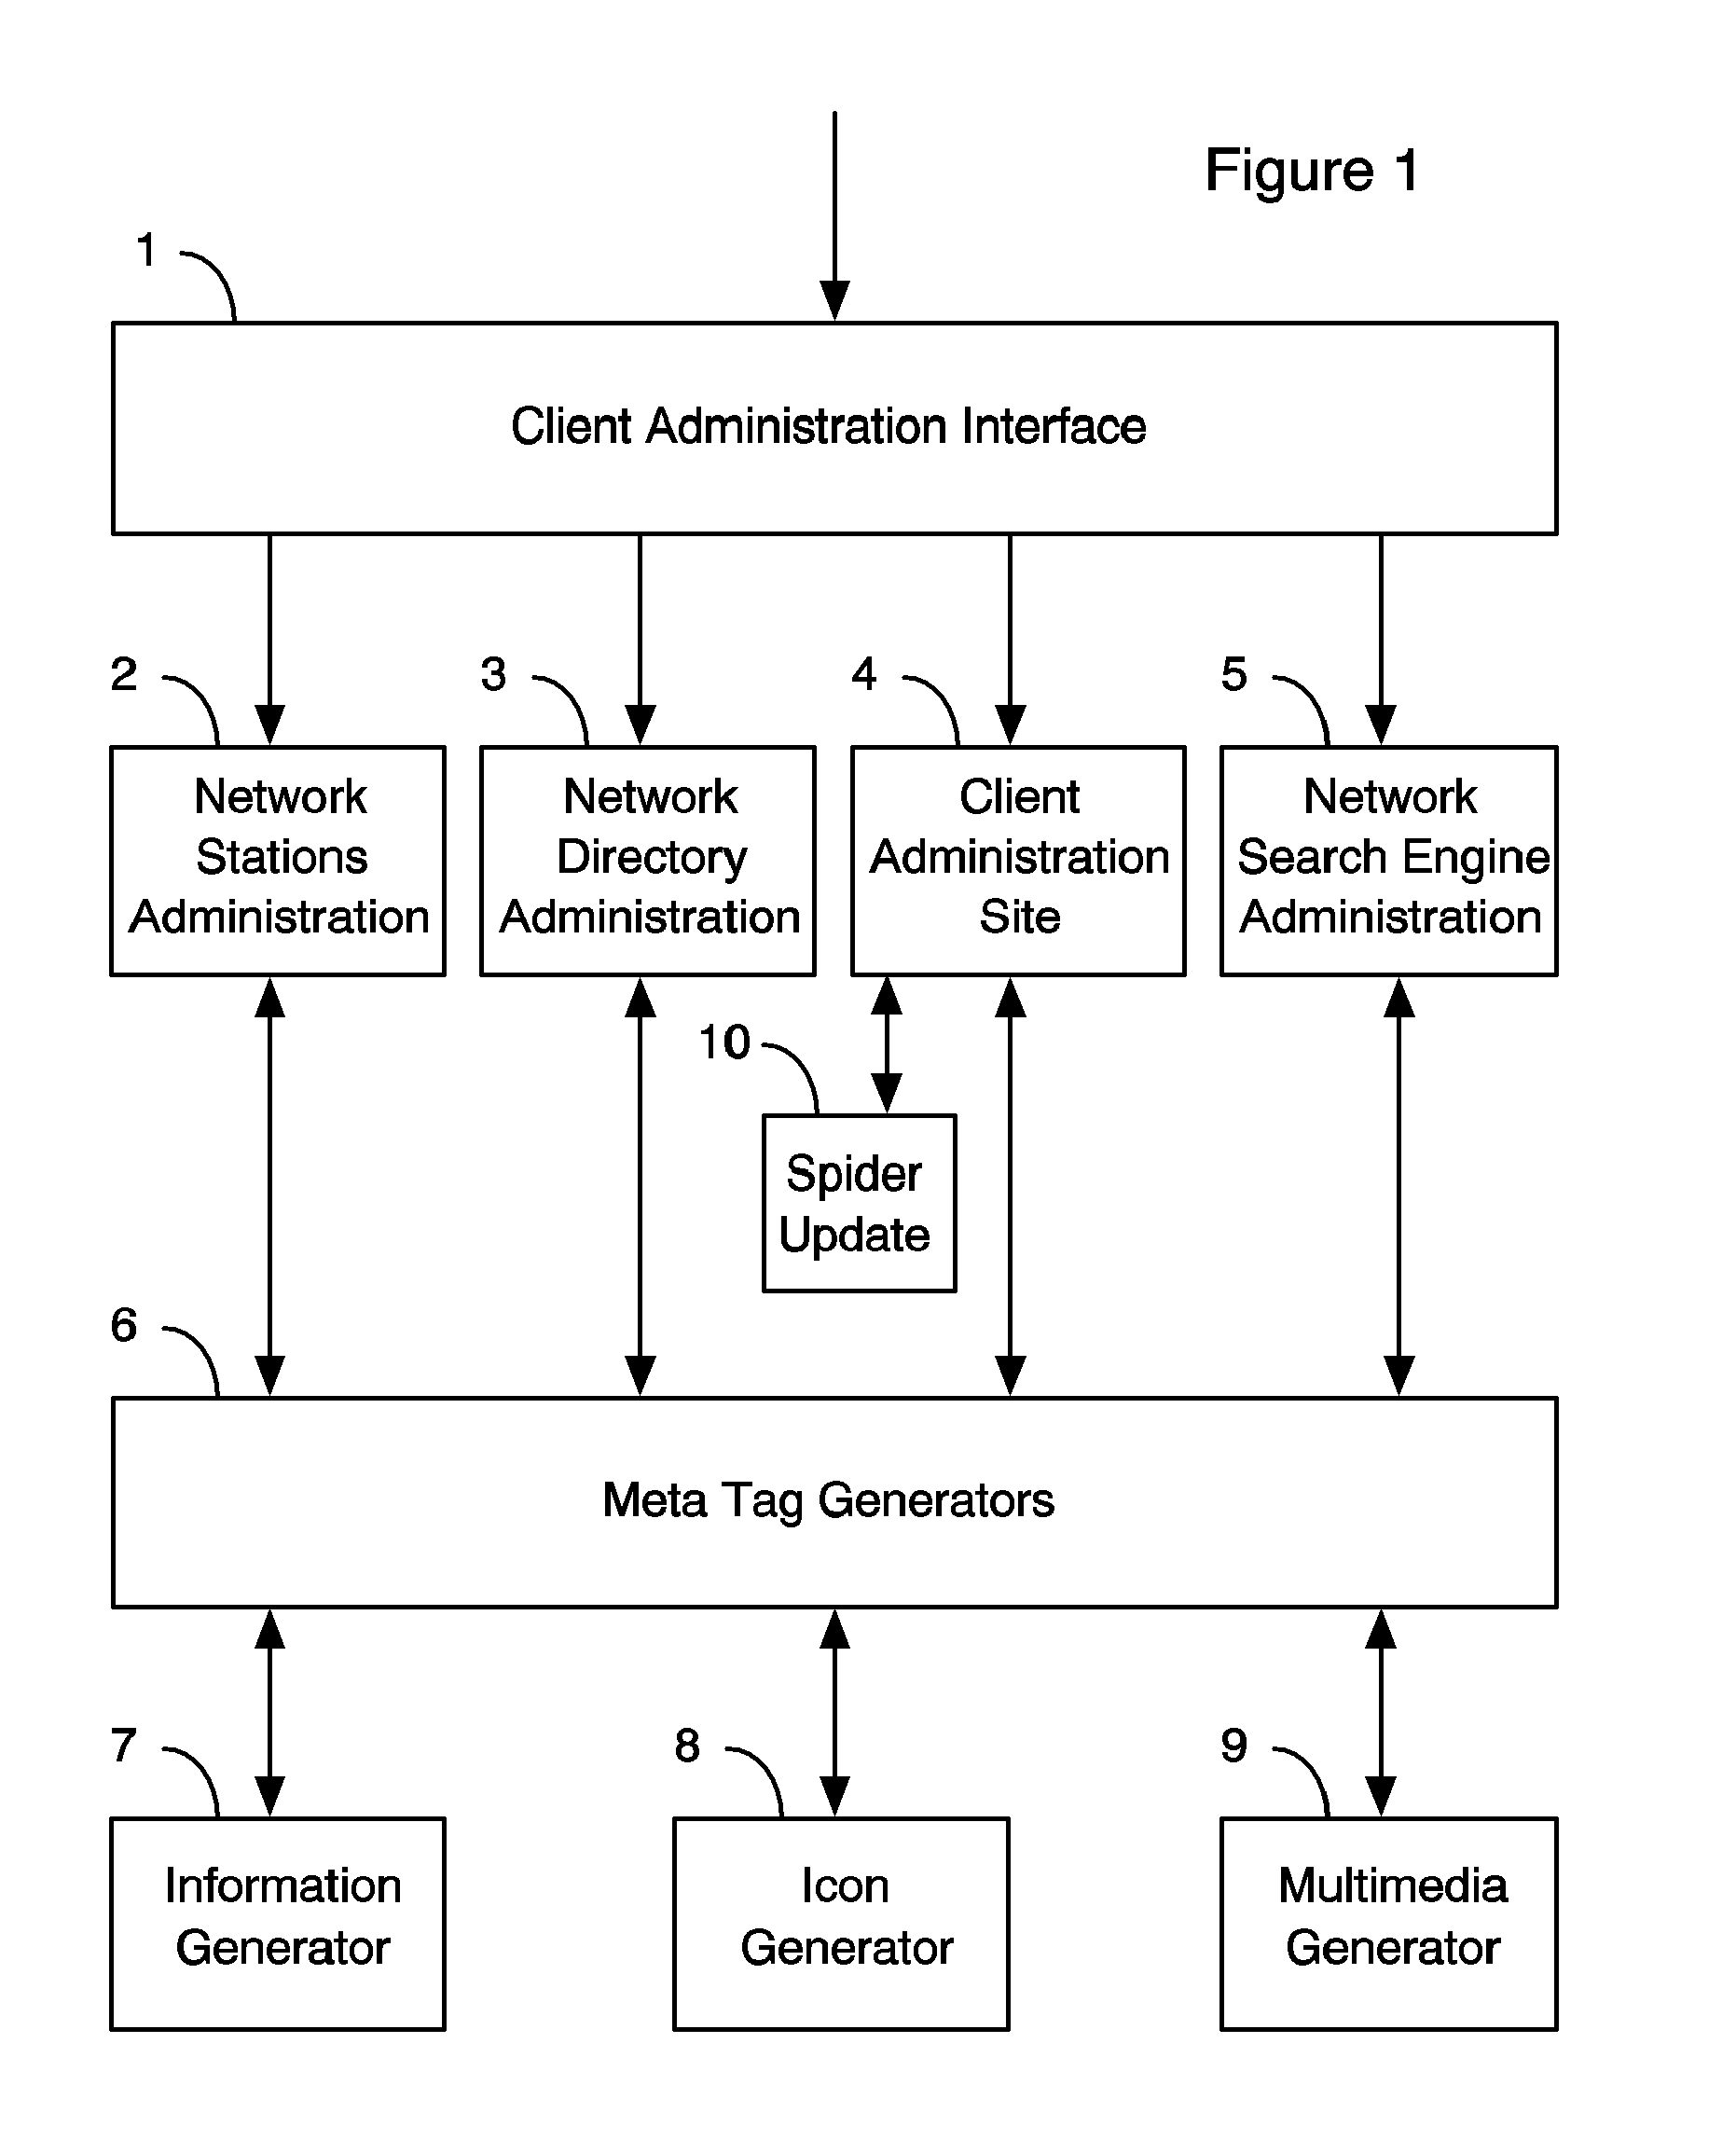 Figure 1
1
Client Administration Interface
2
3
4
5
Network
Stations
Administration
Network
Directory
Administration
Client
Administration
Site
Network
Search Engine
Administration
10
Spider
Update
6
Meta Tag Generators
7
8
9
Information
Generator
Icon
Generator
Multimedia
Generator